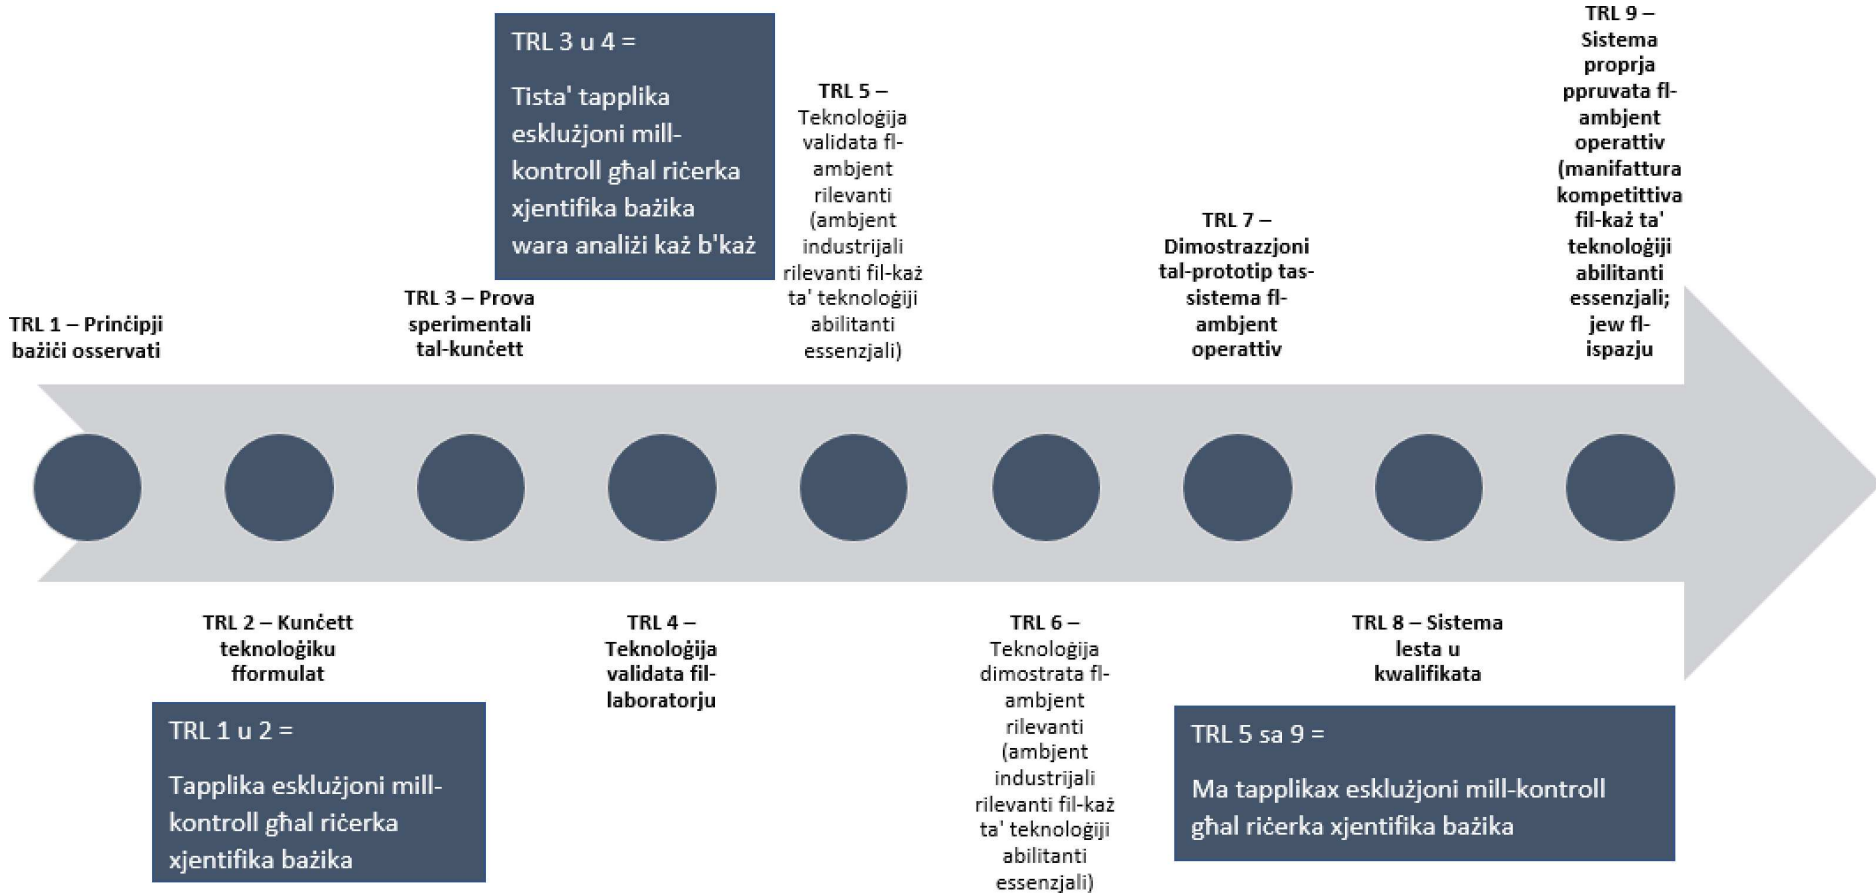 TRL 1 – Prinċipji
bażiċi osservati
TRL 2 – Kunċett
teknoloġiku
fformulat
TRL 1 u 2 =
Tapplika esklużjoni mill-
kontroll għal riċerka
xjentifika bażika
TRL 3 – Prova
sperimentali
tal-kunċett
TRL 3 u 4 =
Tista' tapplika
esklużjoni mill-
kontroll għal riċerka
xjentifika bażika
wara analiżi każ b'każ
TRL 4 –
Teknoloġija
validata fil-
laboratorju
TRL 5 –
Teknoloġija
validata fl-
ambjent
rilevanti
(ambjent
industrijali
rilevanti fil-każ
ta' teknoloġiji
abilitanti
essenzjali)
TRL 6 –
Teknoloġija
dimostrata fl-
ambjent
rilevanti
(ambjent
industrijali
rilevanti fil-każ
ta' teknoloġiji
abilitanti
essenzjali)
TRL 7 –
Dimostrazzjoni
tal-prototip tas-
sistema fl-
ambjent
operattiv
TRL 8 – Sistema
lesta u
kwalifikata
TRL 9 –
Sistema
proprja
ppruvata fl-
ambjent
operattiv
(manifattura
kompetittiva
fil-każ ta'
teknoloġiji
abilitanti
essenzjali;
jew fl-
ispazju
TRL 5 sa 9 =
Ma tapplikax esklużjoni mill-kontroll
għal riċerka xjentifika bażika